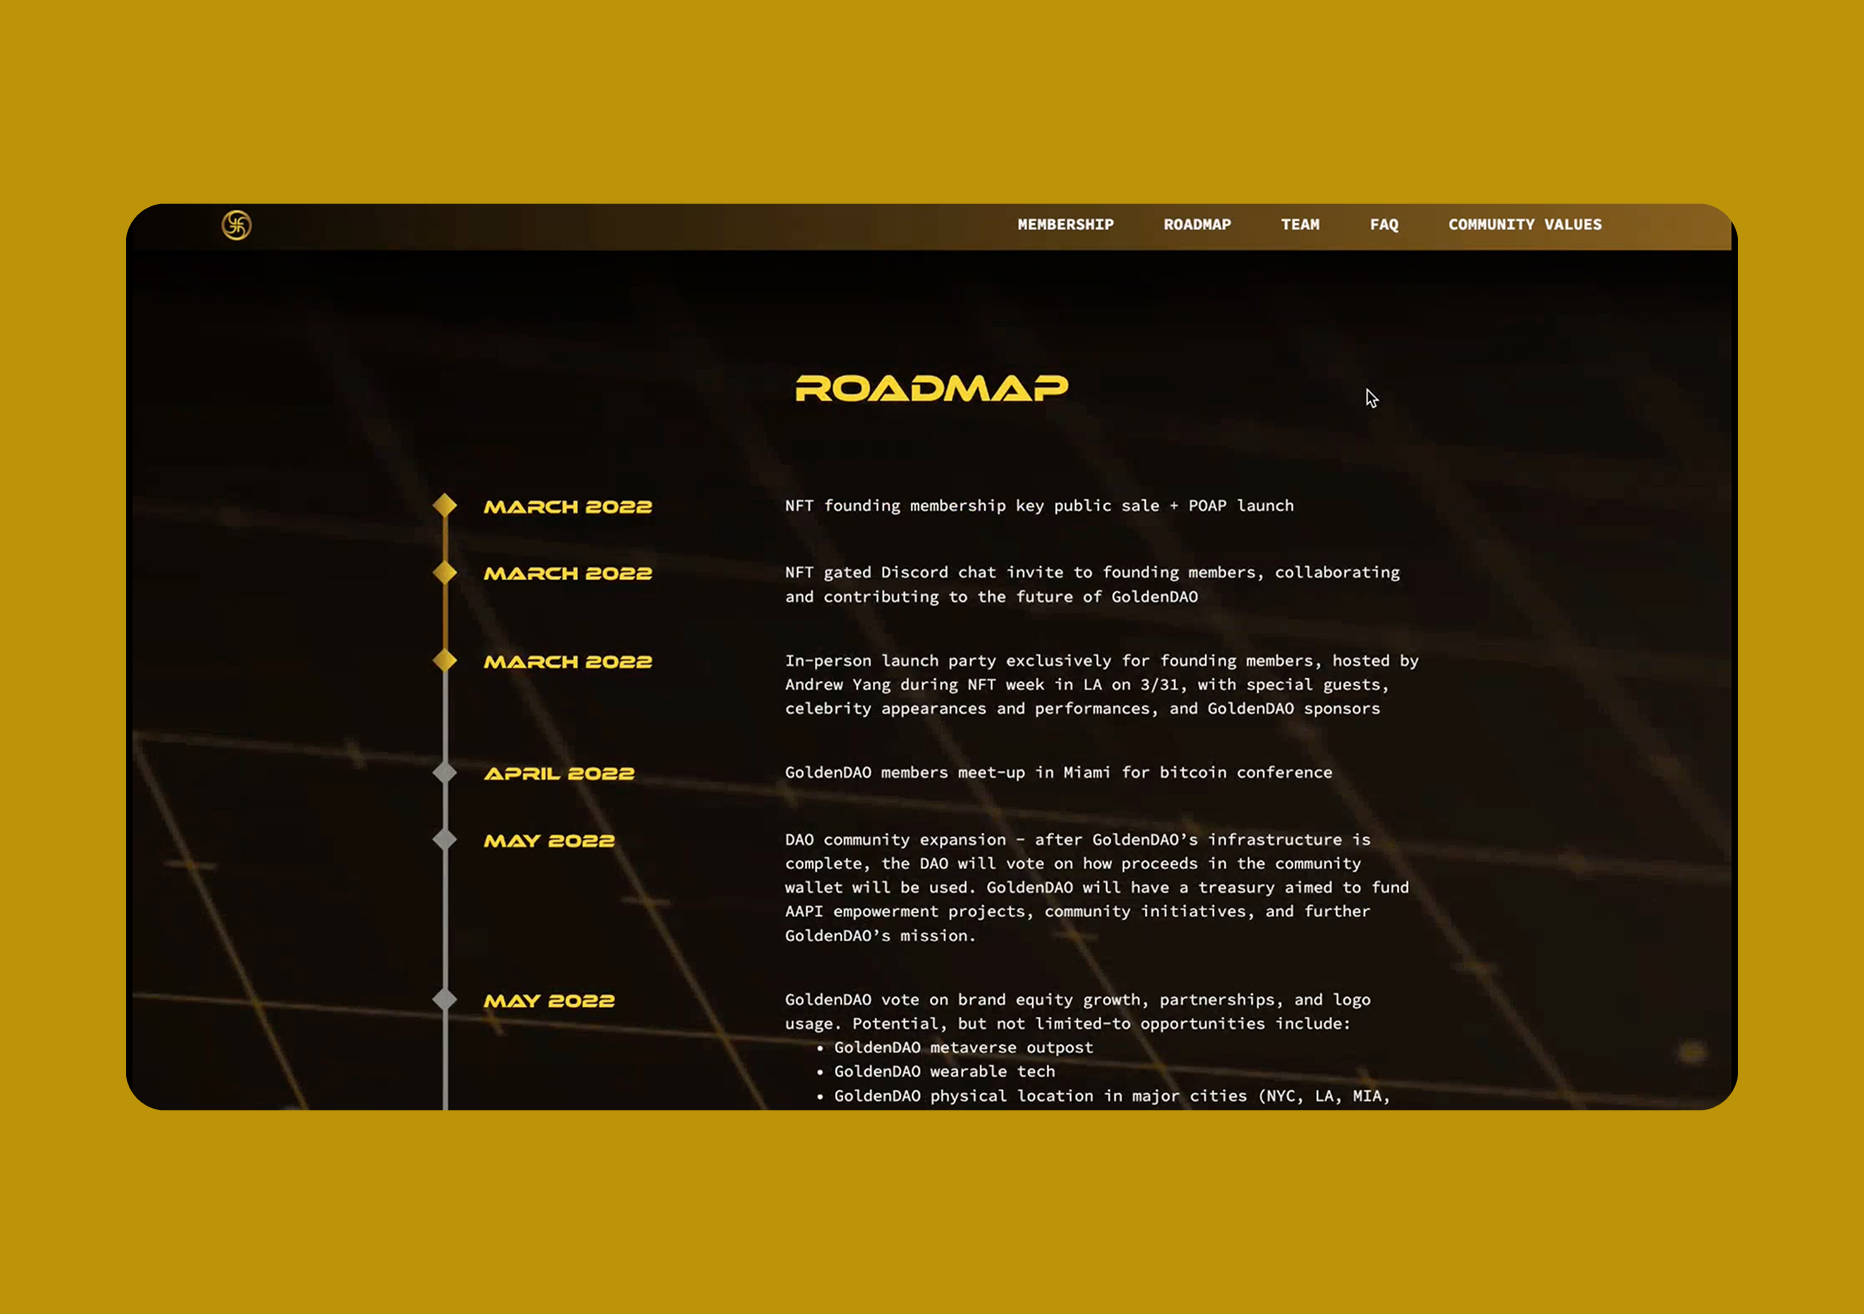 MEMBERSHIP ROADMAP TEAM FAQ COMMUNITY VALUES
ROADMAP
MARCH 2022
NFT founding membership key public sale + POAP launch
MARCH 2022
NFT gated Discord chat invite to founding members, collaborating
and contributing to the future of GoldenDAO
MARCH 2022
In-person launch party exclusively for founding members, hosted by
Andrew Yang during NFT week in LA on 3/31, with special guests,
celebrity appearances and performances, and GoldenDAO sponsors
APRIL 2022
GoldenDAO members meet-up in Miami for bitcoin conference
MAY 2022
DAO community expansion – after GoldenDAO’s infrastructure is
complete, the DAO will vote on how proceeds in the community
wallet will be used. GoldenDAO will have a treasury aimed to fund
AAPI empowerment projects, community initiatives, and further
GoldenDAO’s mission.
MAY 2022
GoldenDAO vote on brand equity growth, partnerships, and logo
usage. Potential, but not limited-to opportunities include:
• GoldenDAO metaverse outpost
• GoldenDAO wearable tech
• GoldenDAO physical location in major cities (NYC, LA, MIA,